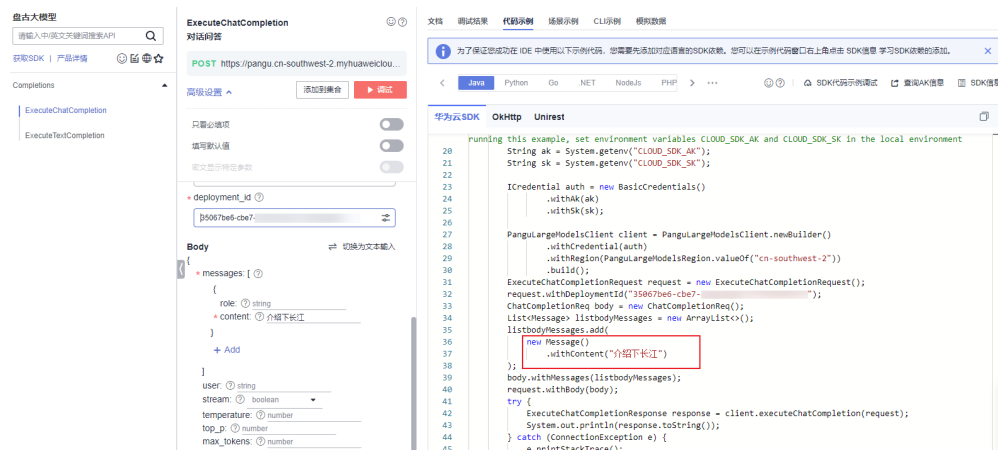 盘古大模型
请输入中/英文关键词搜索API
获取SDK | 产品详情
Completions
ExecuteChatCompletion
ExecuteTextCompletion
ExecuteChatCompletion
对话问答
POST https://pangu.cn-southwest-2.myhuaweiclou...
高级设置
添加到集合
调试
只看必填项
填写默认值
密文显示特定参数
* deployment_id
35067be6-cbe7-
Body
切换为文本输入
{
* messages: [
{
role: string
* content: 介绍下长江
}
+ Add
]
user: string
stream: boolean
temperature: number
top_p: number
max_tokens: number
文档 调试结果 代码示例 场景示例 CLI示例 模拟数据
为了保证您成功在 IDE 中使用以下示例代码，您需要先添加对应语言的SDK依赖。您可以在示例代码窗口右上角点击 SDK信息 学习SDK依赖的添加。
Java Python Go .NET NodeJs PHP
SDK代码示例调试 查询AK信息 SDK信息
华为云SDK OkHttp Unirest
running this example, set environment variables CLOUD_SDK_AK and CLOUD_SDK_SK in the local environment
20 String ak = System.getenv("CLOUD_SDK_AK");
21 String sk = System.getenv("CLOUD_SDK_SK");
22
23 ICredential auth = new BasicCredentials()
24 .withAk(ak)
25 .withSk(sk);
26
27 PanguLargeModelsClient client = PanguLargeModelsClient.newBuilder()
28 .withCredential(auth)
29 .withRegion(PanguLargeModelsRegion.valueOf("cn-southwest-2"))
30 .build();
31 ExecuteChatCompletionRequest request = new ExecuteChatCompletionRequest();
32 request.withDeploymentId("35067be6-cbe7- ");
33 ChatCompletionReq body = new ChatCompletionReq();
34 List<Message> listbodyMessages = new ArrayList<>();
35 listbodyMessages.add(
36 new Message()
37 .withContent("介绍下长江")
38 );
39 body.withMessages(listbodyMessages);
40 request.withBody(body);
41 try {
42 ExecuteChatCompletionResponse response = client.executeChatCompletion(request);
43 System.out.println(response.toString());
44 } catch (ConnectionException e) {
45 e.printStackTrace();